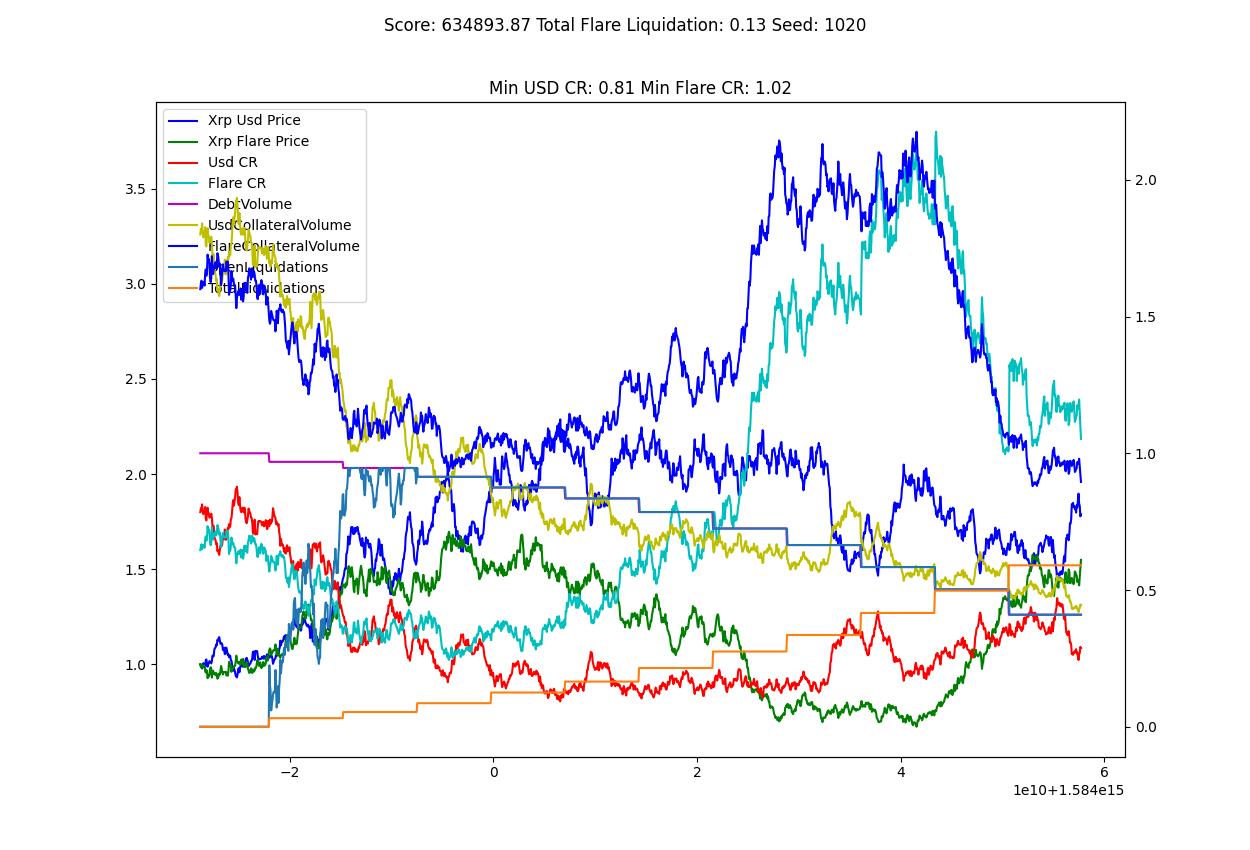 Score: 634893.87 Total Flare Liquidation: 0.13 Seed: 1020
Min USD CR: 0.81 Min Flare CR: 1.02
Xrp Usd Price
Xrp Flare Price
Usd CR
Flare CR
DebtVolume
UsdCollateralVolume
FlareCollateralVolume
OpenLiquidations
TotalLiquidations
3.5
3.0
2.5
2.0
1.5
1.0
2.0
1.5
1.0
0.5
0.0
−2
0
2
4
6
1e10+1.584e15